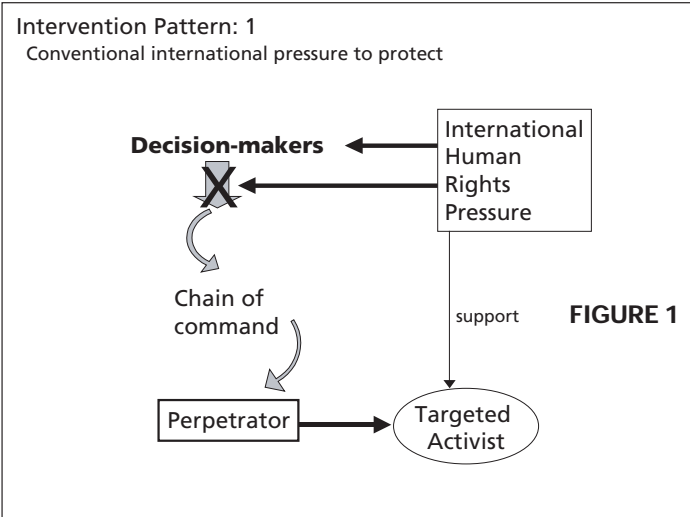 Intervention Pattern: 1
Conventional international pressure to protect
Decision-makers
X
International
Human
Rights
Pressure
Chain of
command
support
FIGURE 1
Perpetrator
Targeted
Activist